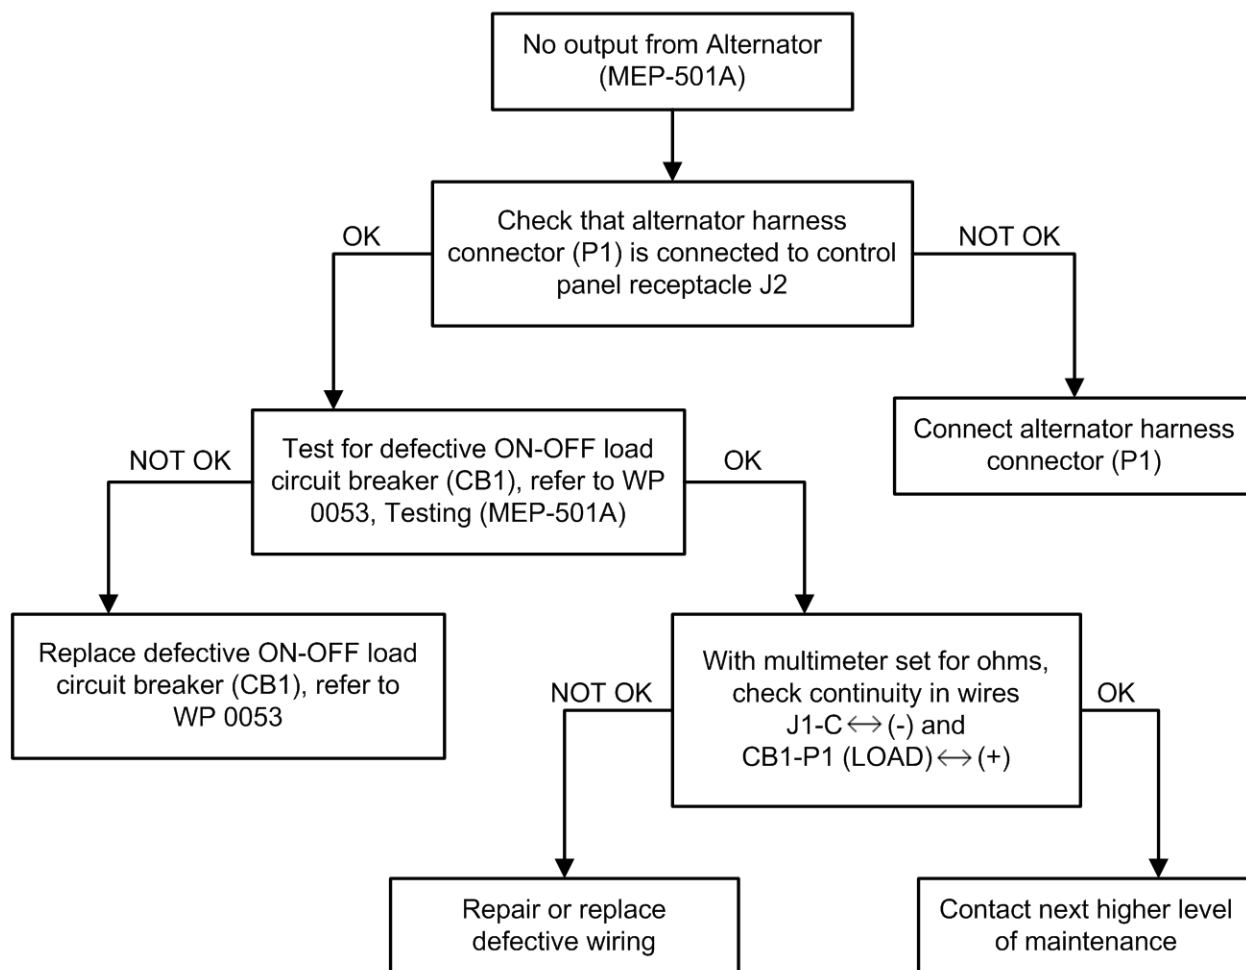 No output from Alternator
(MEP-501A)
Check that alternator harness
connector (P1) is connected to control
panel receptacle J2
OK
NOT OK
Connect alternator harness
connector (P1)
Test for defective ON-OFF load
circuit breaker (CB1), refer to WP
0053, Testing (MEP-501A)
NOT OK
OK
Replace defective ON-OFF load
circuit breaker (CB1), refer to
WP 0053
With multimeter set for ohms,
check continuity in wires
J1-C↔(-) and
CB1-P1 (LOAD)↔(+)
NOT OK
OK
Repair or replace
defective wiring
Contact next higher level
of maintenance